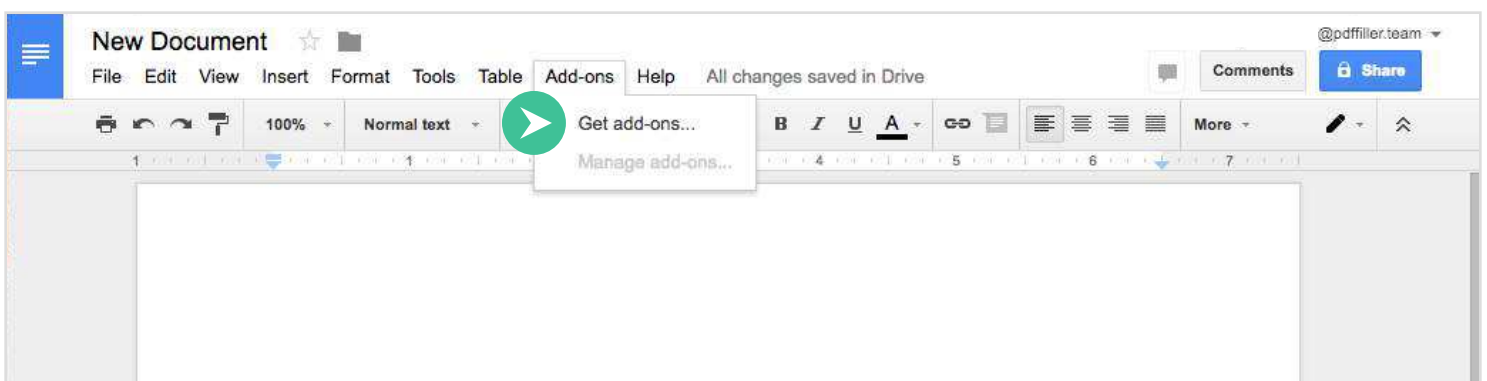 New Document
@pdffiller.team
File Edit View Insert Format Tools Table Add-ons Help All changes saved in Drive
Comments
Share
100% Normal text
Get add-ons...
B I U A
More
Manage add-ons...
1 1 4 5 6 7